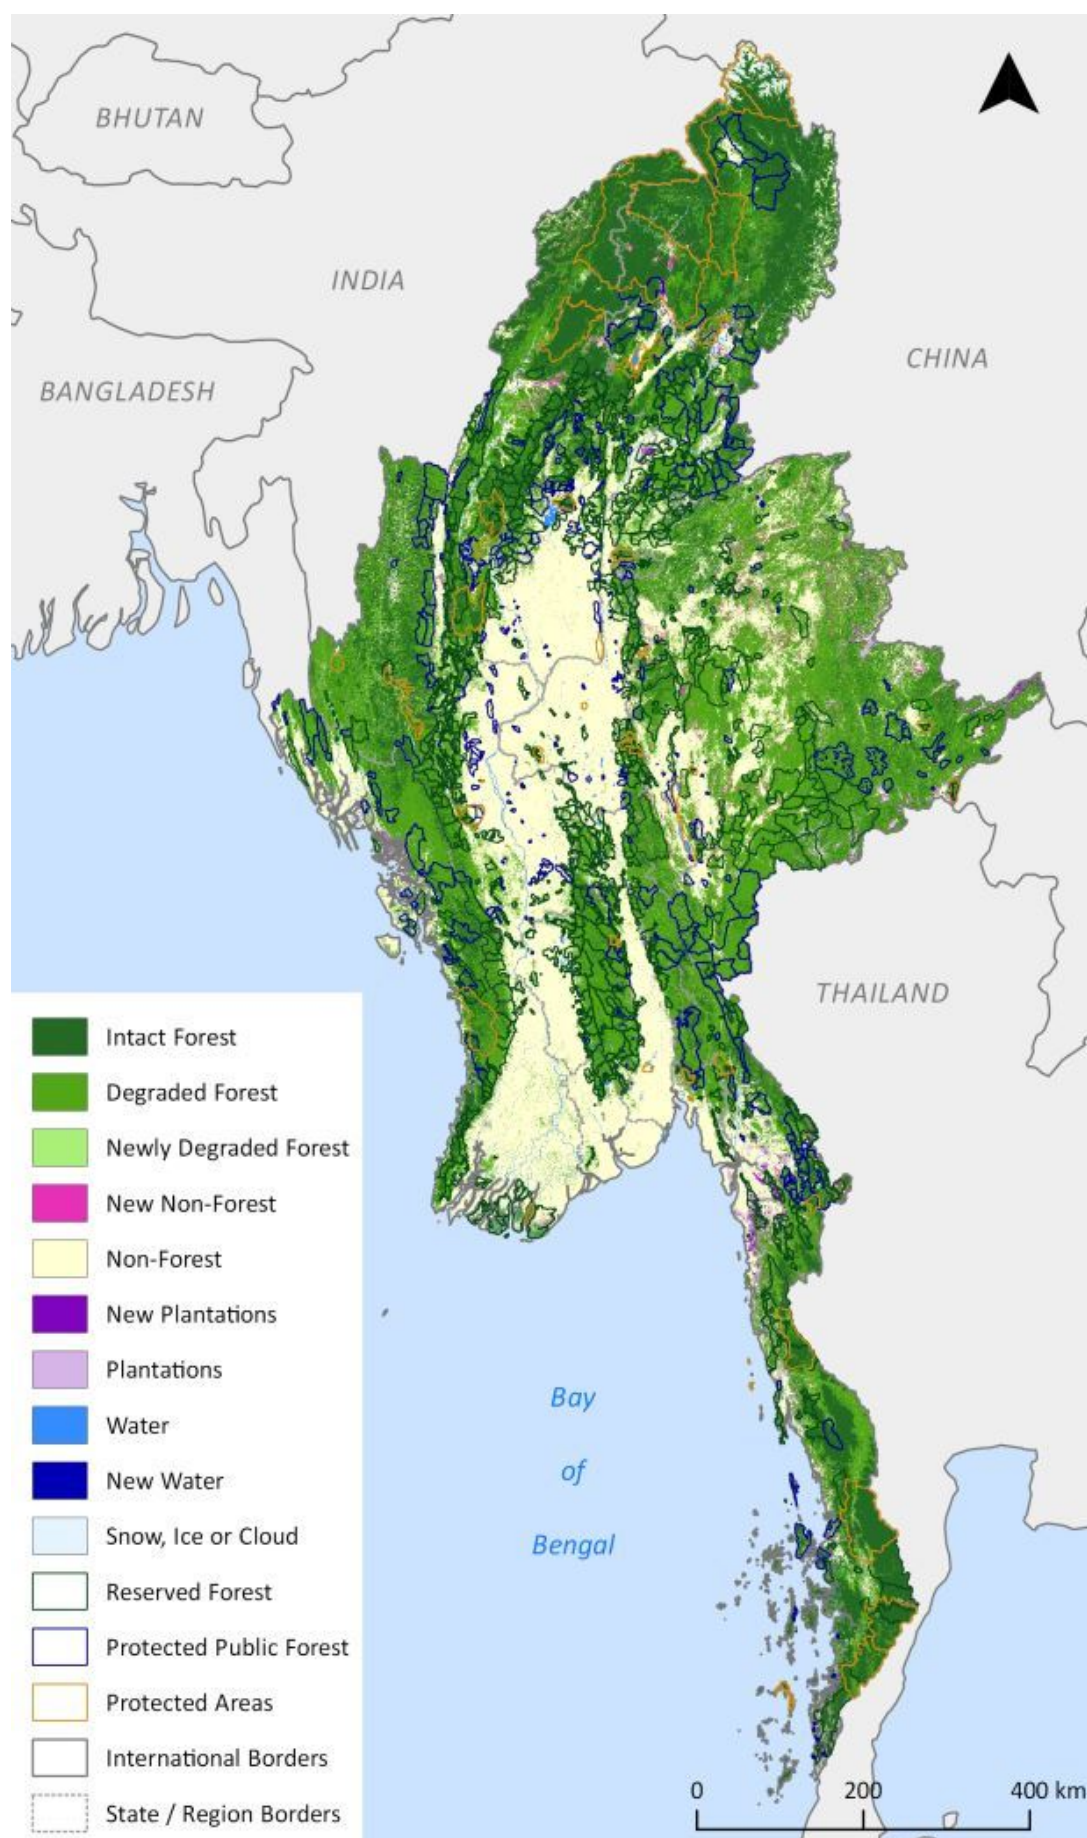 BHUTAN
INDIA
BANGLADESH
CHINA
THAILAND
Intact Forest
Degraded Forest
Newly Degraded Forest
New Non-Forest
Non-Forest
New Plantations
Plantations
Water
New Water
Snow, Ice or Cloud
Reserved Forest
Protected Public Forest
Protected Areas
International Borders
State / Region Borders
Bay
of
Bengal
0 200 400 km